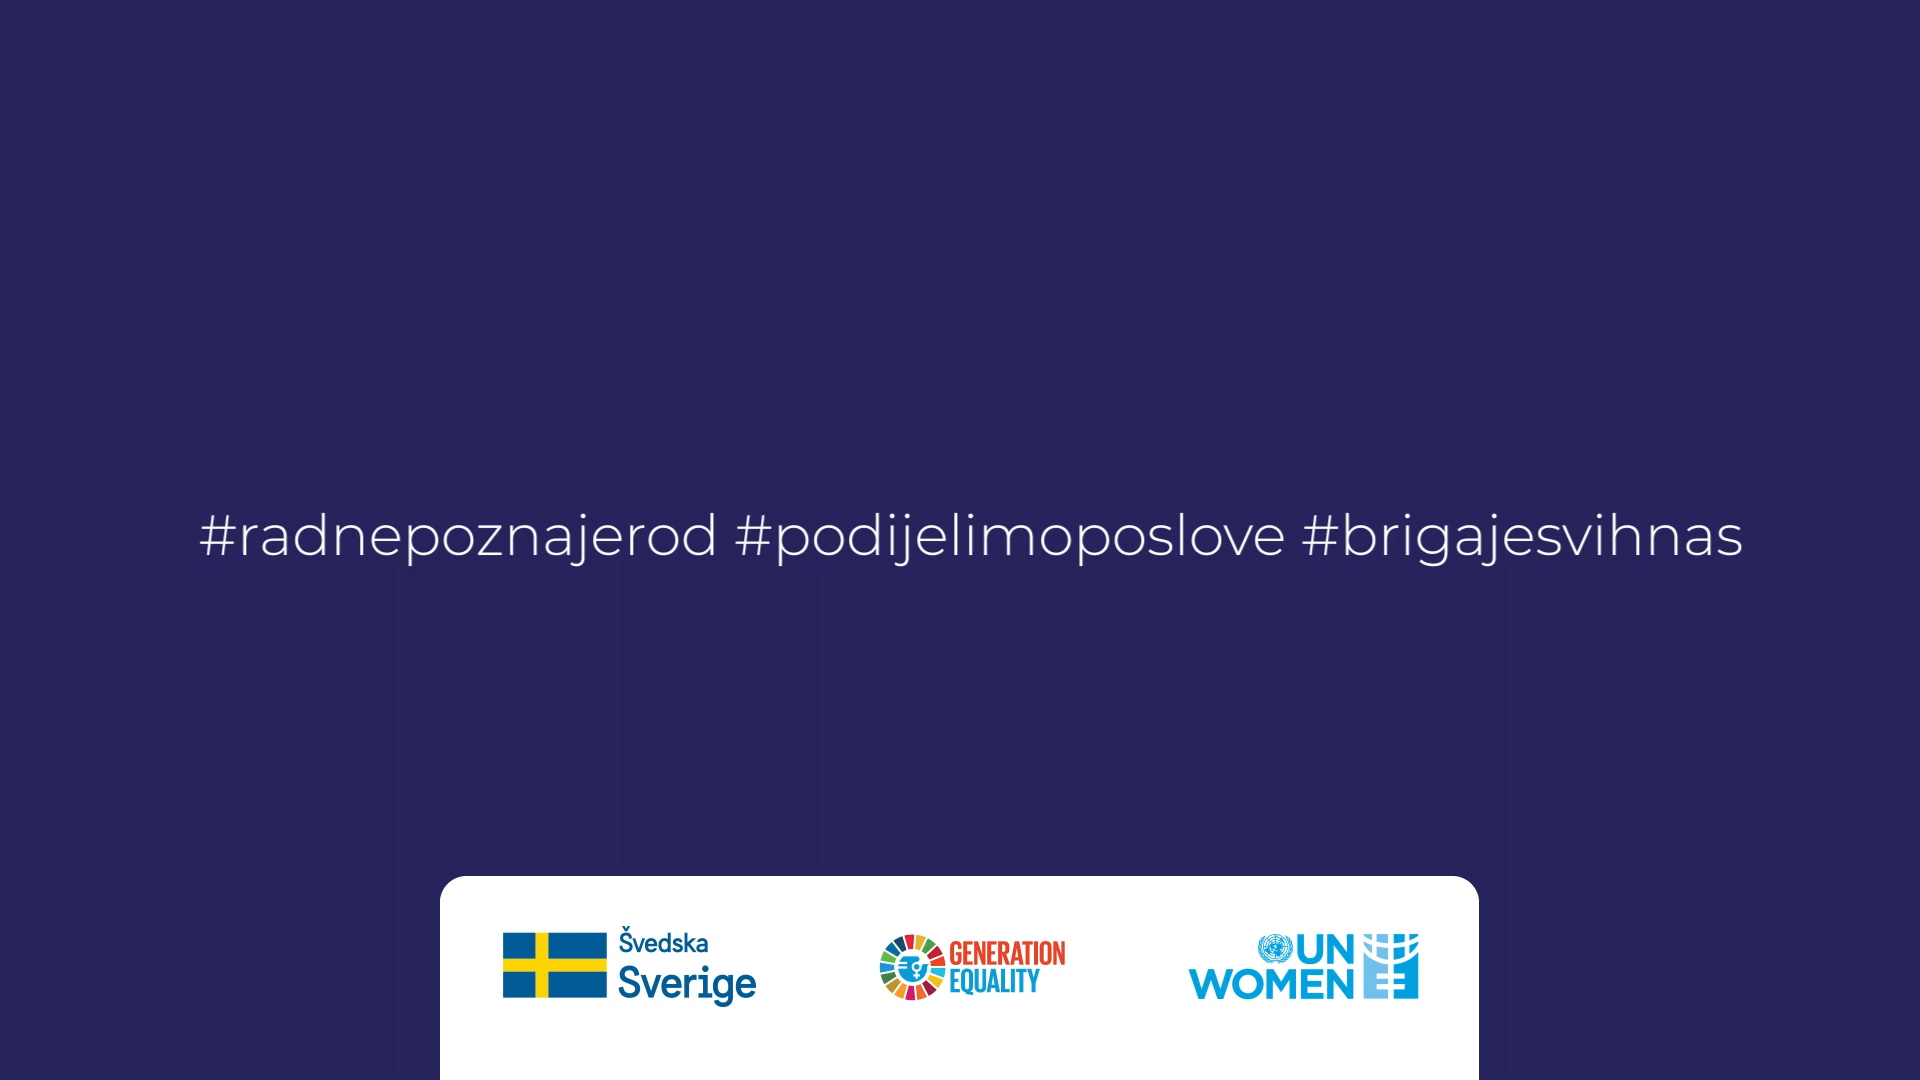 #radnepoznajerod #podijelimoposlove #brigajesvihnas
Švedska
Sverige
GENERATION
EQUALITY
UN
WOMEN